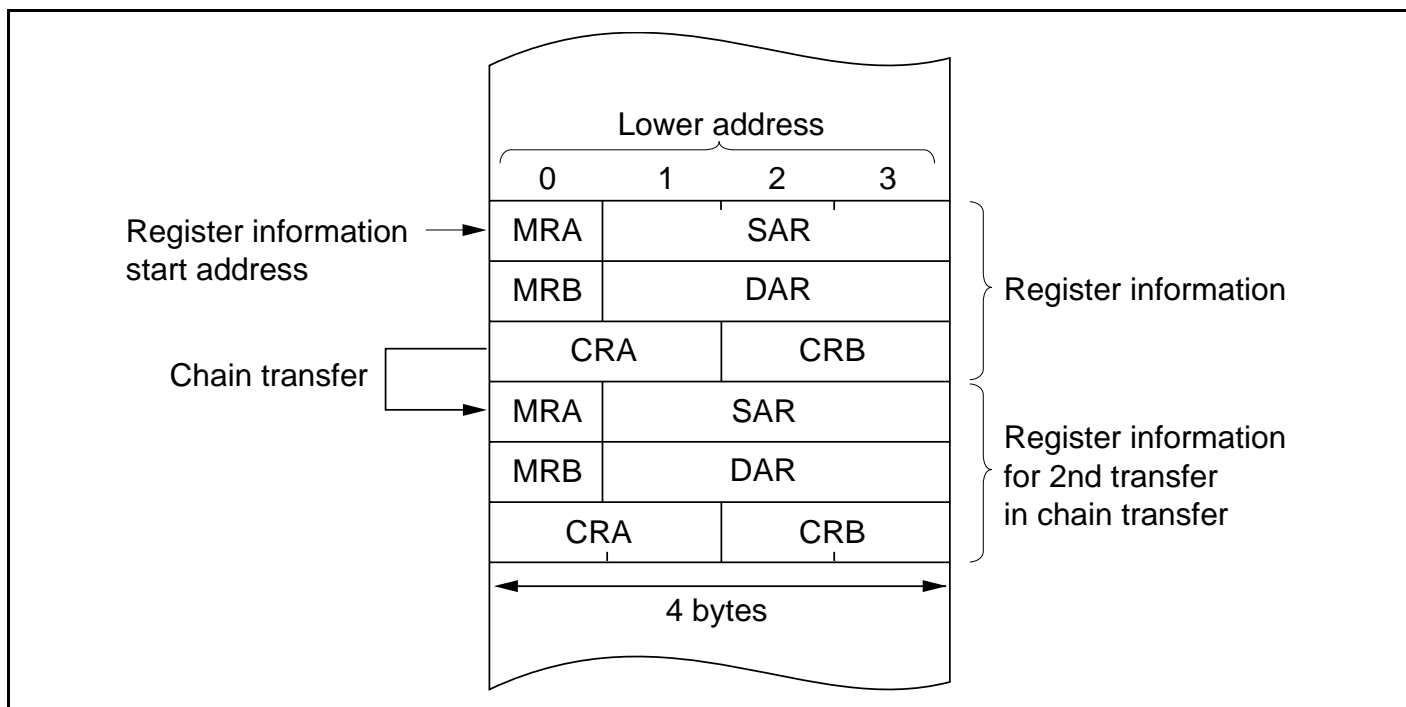 Lower address
0 1 2 3
Register information
start address
MRA SAR
MRB DAR
Register information
CRA CRB
Chain transfer
MRA SAR
MRB DAR
Register information
for 2nd transfer
in chain transfer
CRA CRB
4 bytes